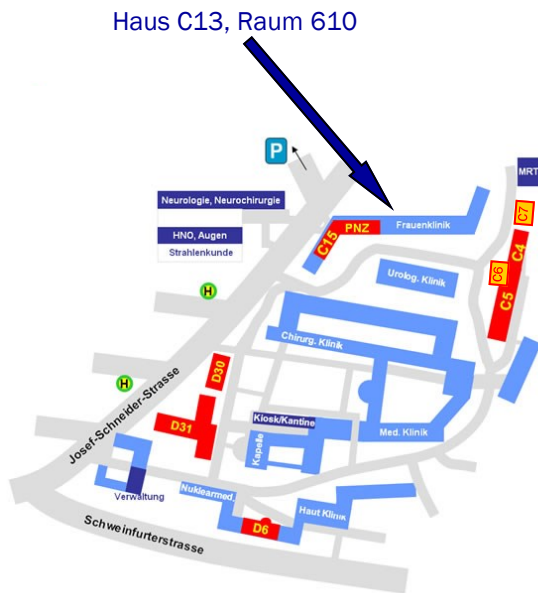 Haus C13, Raum 610
P
MRT
Neurologie, Neurochirurgie
HNO, Augen
Strahlenkunde
C15
PNZ
Frauenklinik
C7
C4
C6
C5
Urolog. Klinik
H
Chirurg. Klinik
H
Josef-Schneider-Strasse
D30
D31
Kiosk/Kantine
Kapelle
Med. Klinik
Verwaltung
Nuklearmed.
Haut Klinik
D6
Schweinfurterstrasse